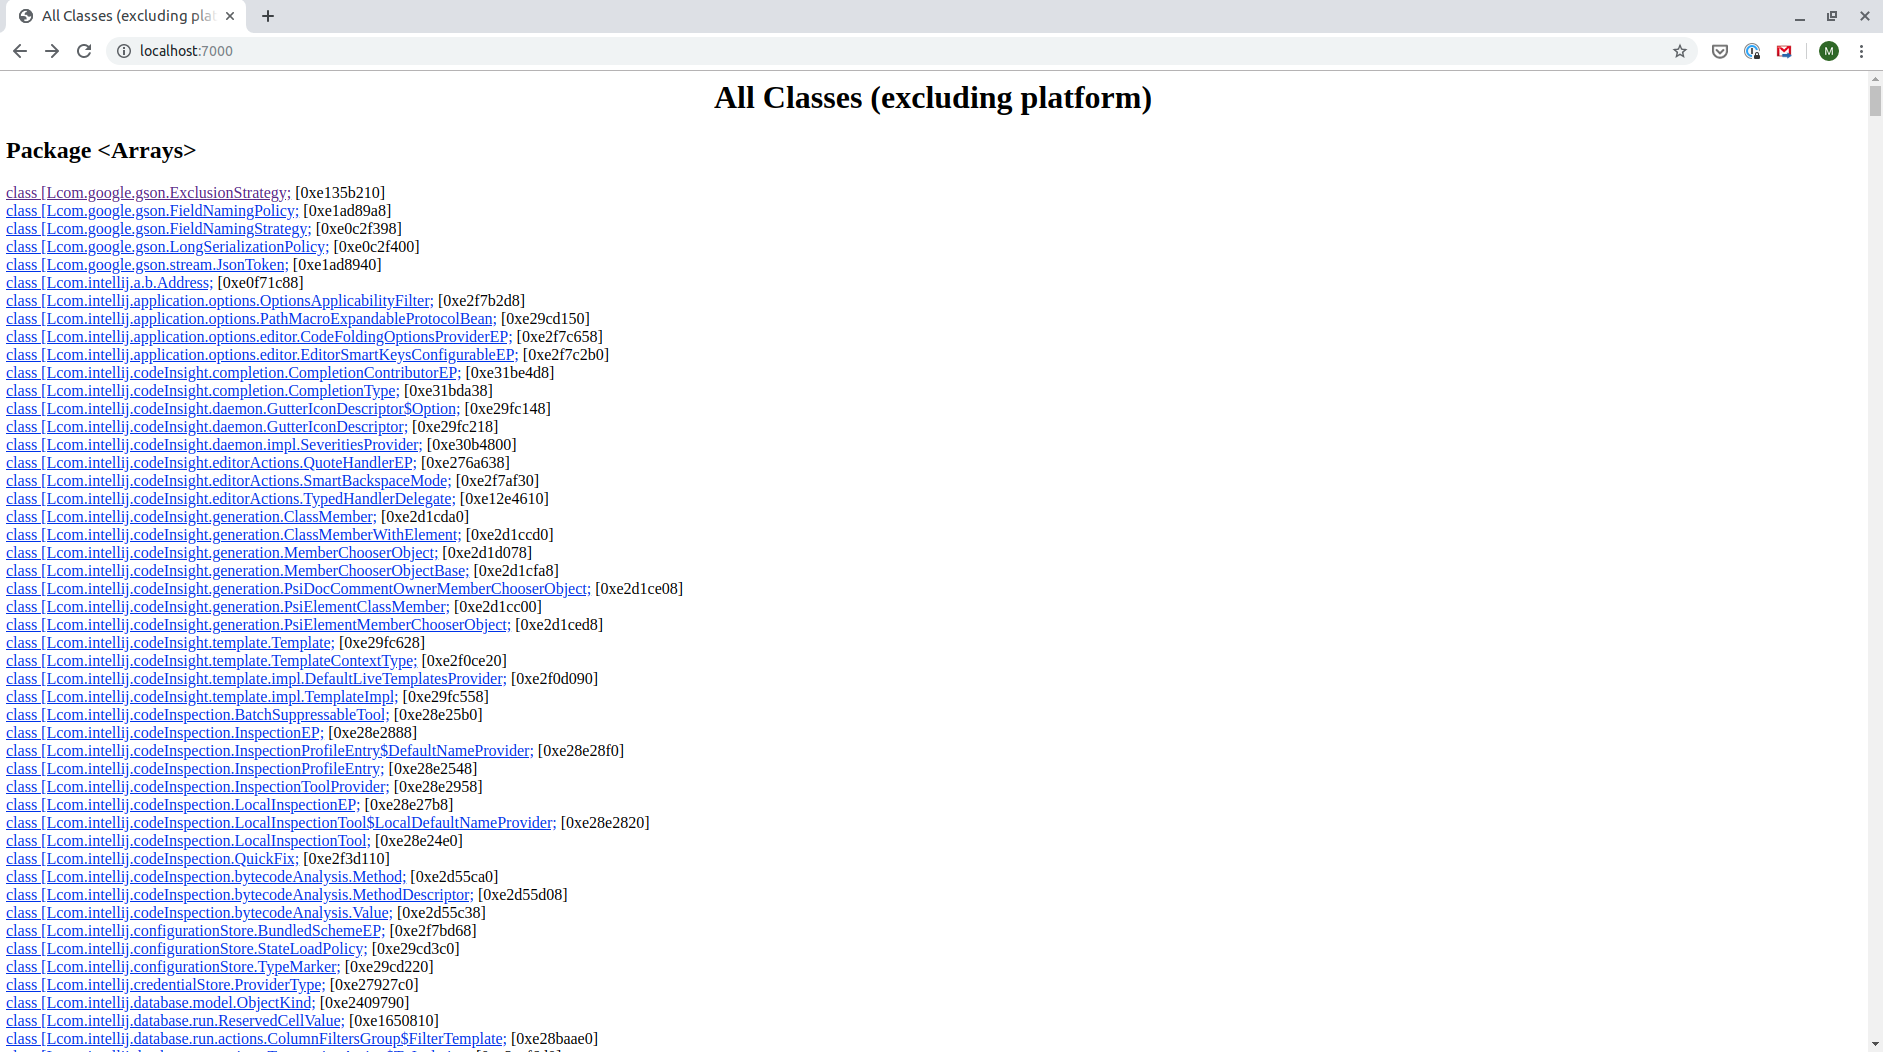 All Classes (excluding pla
localhost:7000
M
All Classes (excluding platform)
Package <Arrays>
class [Lcom.google.gson.ExclusionStrategy; [0xe135b210]
class [Lcom.google.gson.FieldNamingPolicy; [0xe1ad89a8]
class [Lcom.google.gson.FieldNamingStrategy; [0xe0c2f398]
class [Lcom.google.gson.LongSerializationPolicy; [0xe0c2f400]
class [Lcom.google.gson.stream.JsonToken; [0xe1ad8940]
class [Lcom.intellij.a.b.Address; [0xe0f71c88]
class [Lcom.intellij.application.options.OptionsApplicabilityFilter; [0xe2f7b2d8]
class [Lcom.intellij.application.options.PathMacroExpandableProtocolBean; [0xe29cd150]
class [Lcom.intellij.application.options.editor.CodeFoldingOptionsProviderEP; [0xe2f7c658]
class [Lcom.intellij.application.options.editor.EditorSmartKeysConfigurableEP; [0xe2f7c2b0]
class [Lcom.intellij.codeInsight.completion.CompletionContributorEP; [0xe31be4d8]
class [Lcom.intellij.codeInsight.completion.CompletionType; [0xe31bda38]
class [Lcom.intellij.codeInsight.daemon.GutterIconDescriptor$Option; [0xe29fc148]
class [Lcom.intellij.codeInsight.daemon.GutterIconDescriptor; [0xe29fc218]
class [Lcom.intellij.codeInsight.daemon.impl.SeveritiesProvider; [0xe30b4800]
class [Lcom.intellij.codeInsight.editorActions.QuoteHandlerEP; [0xe276a638]
class [Lcom.intellij.codeInsight.editorActions.SmartBackspaceMode; [0xe2f7af30]
class [Lcom.intellij.codeInsight.editorActions.TypedHandlerDelegate; [0xe12e4610]
class [Lcom.intellij.codeInsight.generation.ClassMember; [0xe2d1cda0]
class [Lcom.intellij.codeInsight.generation.ClassMemberWithElement; [0xe2d1ccd0]
class [Lcom.intellij.codeInsight.generation.MemberChooserObject; [0xe2d1d078]
class [Lcom.intellij.codeInsight.generation.MemberChooserObjectBase; [0xe2d1cfa8]
class [Lcom.intellij.codeInsight.generation.PsiDocCommentOwnerMemberChooserObject; [0xe2d1ce08]
class [Lcom.intellij.codeInsight.generation.PsiElementClassMember; [0xe2d1cc00]
class [Lcom.intellij.codeInsight.generation.PsiElementMemberChooserObject; [0xe2d1ced8]
class [Lcom.intellij.codeInsight.template.Template; [0xe29fc628]
class [Lcom.intellij.codeInsight.template.TemplateContextType; [0xe2f0ce20]
class [Lcom.intellij.codeInsight.template.impl.DefaultLiveTemplatesProvider; [0xe2f0d090]
class [Lcom.intellij.codeInsight.template.impl.TemplateImpl; [0xe29fc558]
class [Lcom.intellij.codeInspection.BatchSuppressableTool; [0xe28e25b0]
class [Lcom.intellij.codeInspection.InspectionEP; [0xe28e2888]
class [Lcom.intellij.codeInspection.InspectionProfileEntry$DefaultNameProvider; [0xe28e28f0]
class [Lcom.intellij.codeInspection.InspectionProfileEntry; [0xe28e2548]
class [Lcom.intellij.codeInspection.InspectionToolProvider; [0xe28e2958]
class [Lcom.intellij.codeInspection.LocalInspectionEP; [0xe28e27b8]
class [Lcom.intellij.codeInspection.LocalInspectionTool$LocalDefaultNameProvider; [0xe28e2820]
class [Lcom.intellij.codeInspection.LocalInspectionTool; [0xe28e24e0]
class [Lcom.intellij.codeInspection.QuickFix; [0xe2f3d110]
class [Lcom.intellij.codeInspection.bytecodeAnalysis.Method; [0xe2d55ca0]
class [Lcom.intellij.codeInspection.bytecodeAnalysis.MethodDescriptor; [0xe2d55d08]
class [Lcom.intellij.codeInspection.bytecodeAnalysis.Value; [0xe2d55c38]
class [Lcom.intellij.configurationStore.BundledSchemeEP; [0xe2f7bd68]
class [Lcom.intellij.configurationStore.StateLoadPolicy; [0xe29cd3c0]
class [Lcom.intellij.configurationStore.TypeMarker; [0xe29cd220]
class [Lcom.intellij.credentialStore.ProviderType; [0xe27927c0]
class [Lcom.intellij.database.model.ObjectKind; [0xe2409790]
class [Lcom.intellij.database.run.ReservedCellValue; [0xe1650810]
class [Lcom.intellij.database.run.actions.ColumnFiltersGroup$FilterTemplate; [0xe28baae0]